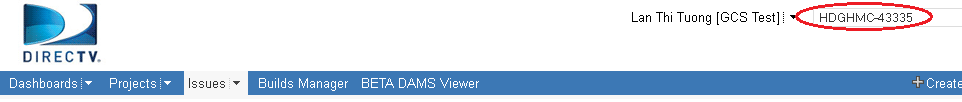 Lan Thi Tuong [GCS Test] HDGHMC-43335
DIRECTV
Dashboards Projects Issues Builds Manager BETA DAMS Viewer + Create